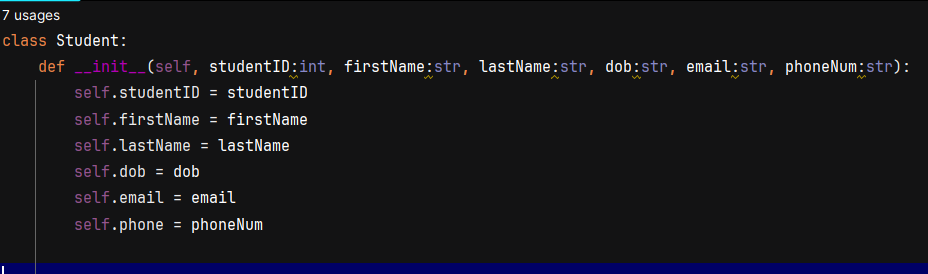 7 usages
class Student:
    def __init__(self, studentID:int, firstName:str, lastName:str, dob:str, email:str, phoneNum:str):
        self.studentID = studentID
        self.firstName = firstName
        self.lastName = lastName
        self.dob = dob
        self.email = email
        self.phone = phoneNum